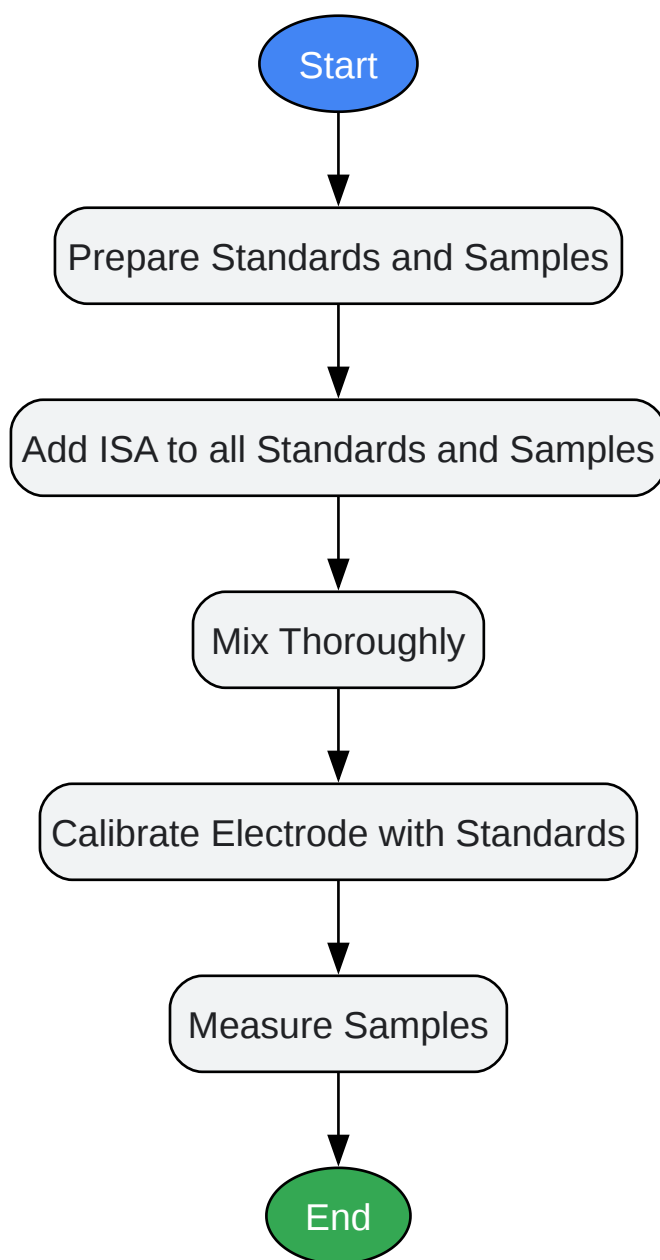 Start
Prepare Standards and Samples
Add ISA to all Standards and Samples
Mix Thoroughly
Calibrate Electrode with Standards
Measure Samples
End